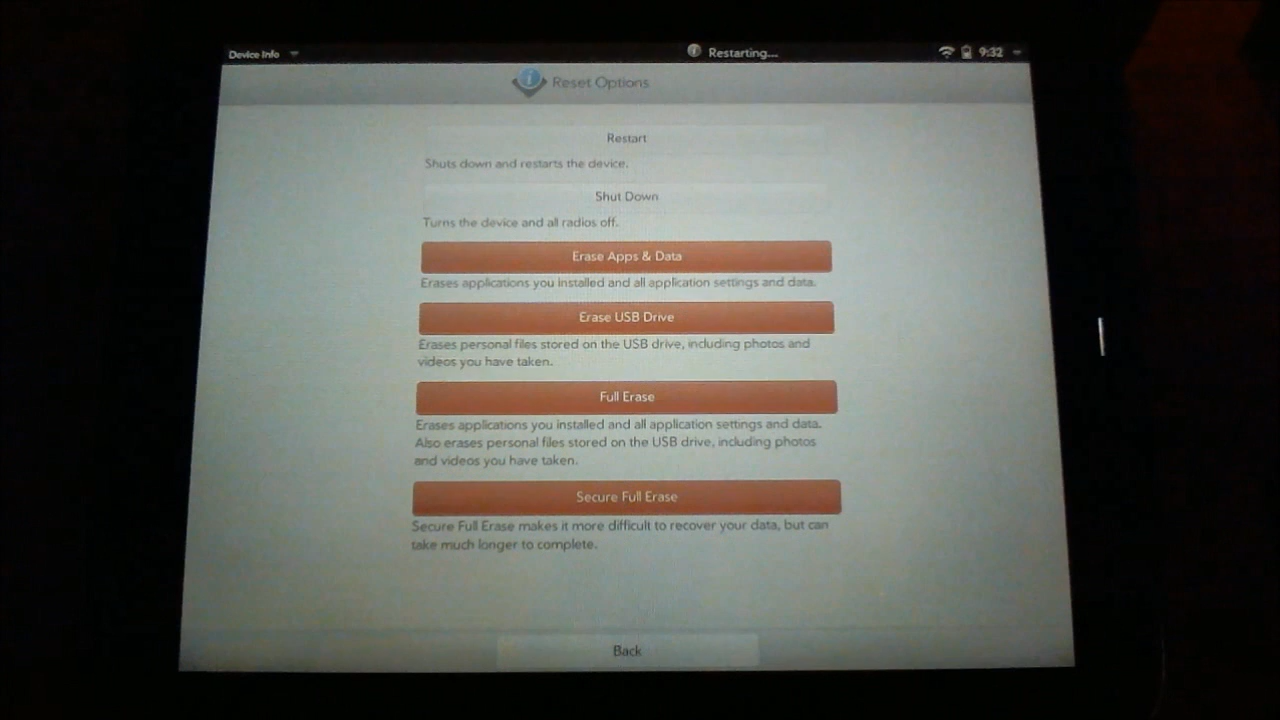 Device Info
Restarting...
9:32
Reset Options
Restart
Shuts down and restarts the device.
Shut Down
Turns the device and all radios off.
Erase Apps & Data
Erases applications you installed and all application settings and data.
Erase USB Drive
Erases personal files stored on the USB drive, including photos and
videos you have taken.
Full Erase
Erases applications you installed and all application settings and data.
Also erases personal files stored on the USB drive, including photos
and videos you have taken.
Secure Full Erase
Secure Full Erase makes it more difficult to recover your data, but can
take much longer to complete.
Back